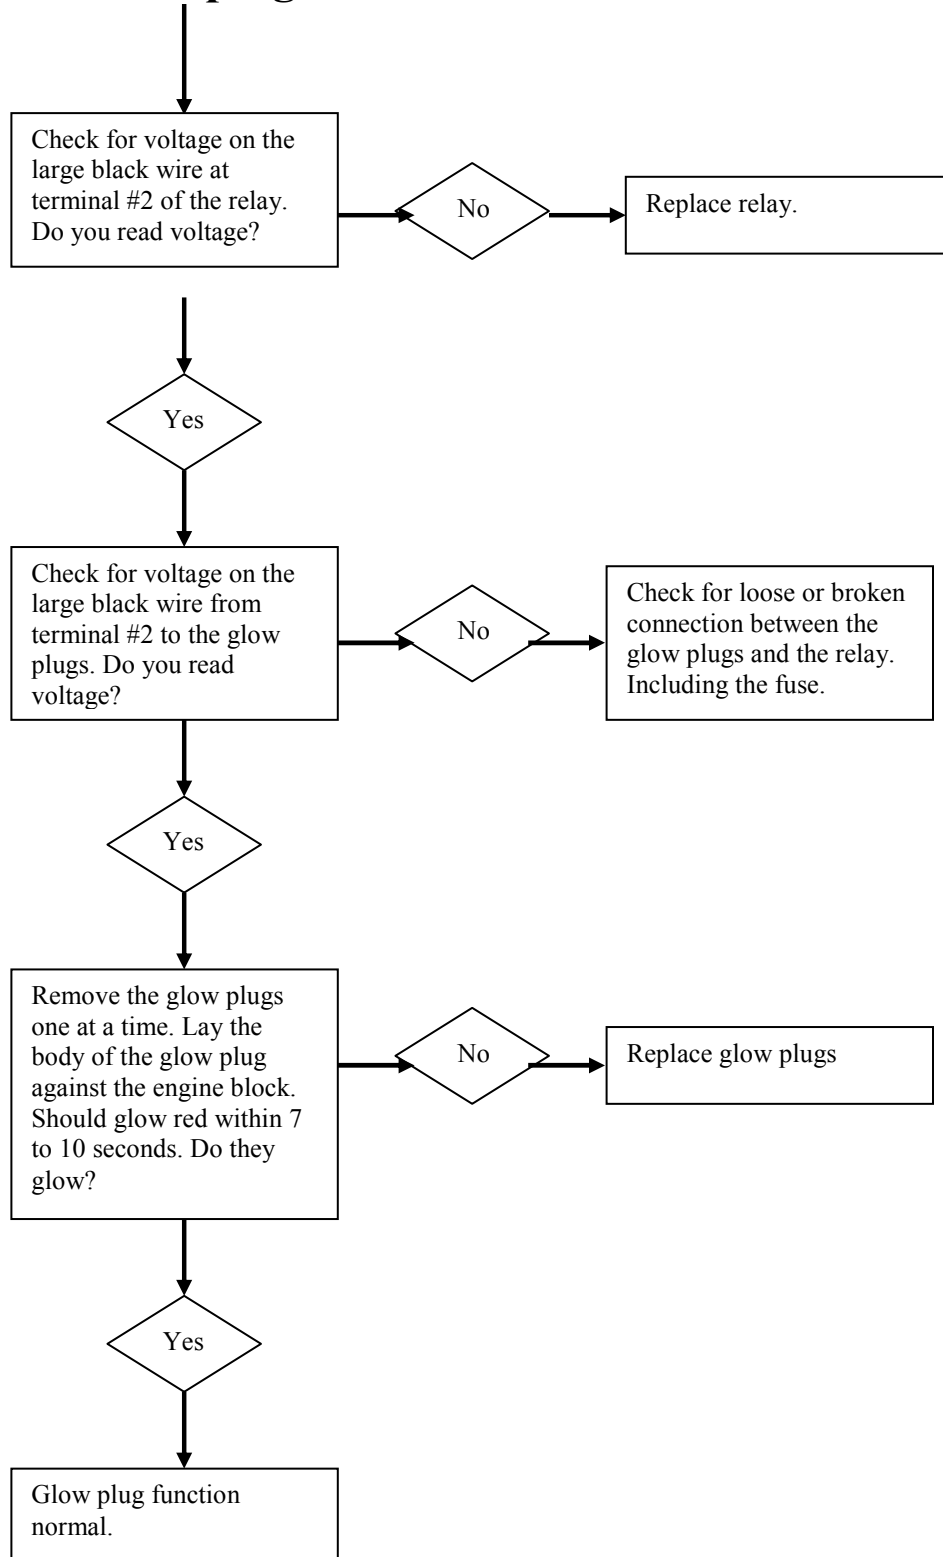 Check for voltage on the
large black wire at
terminal #2 of the relay.
Do you read voltage?
No
Replace relay.
Yes
Check for voltage on the
large black wire from
terminal #2 to the glow
plugs. Do you read
voltage?
No
Check for loose or broken
connection between the
glow plugs and the relay.
Including the fuse.
Yes
Remove the glow plugs
one at a time. Lay the
body of the glow plug
against the engine block.
Should glow red within 7
to 10 seconds. Do they
glow?
No
Replace glow plugs
Yes
Glow plug function
normal.